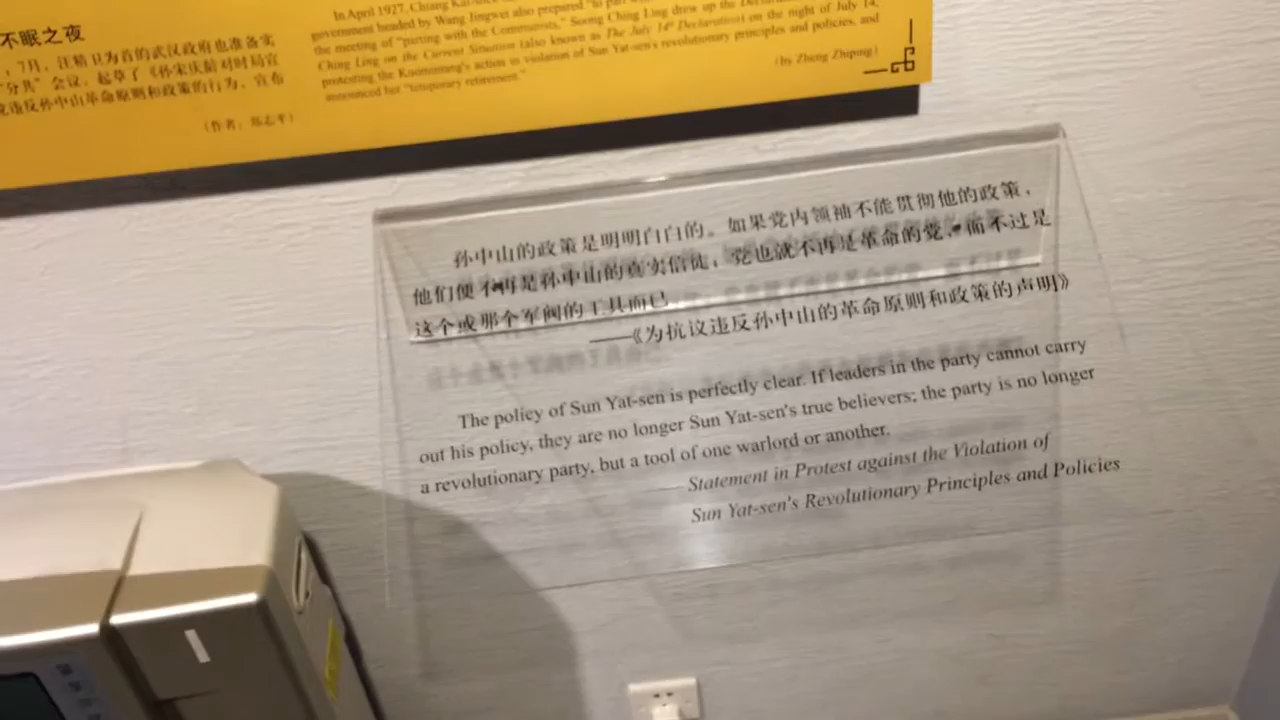 不眠之夜
，7月，汪精卫为首的武汉政府也准备实
"分共"会议，起草了《孙宋庆龄对时局宣
违反孙中山革命原则和政策的行为，宣布
（作者：郑志平）
In April 1927, Chiang Kai-shek
government headed by Wang Jingwei also prepared "to part
the meeting of "parting with the Communists," Soong Ching Ling drew up the
Ching Ling on the Current Situation (also known as The July 14th Declaration) on the night of July 14,
protesting the Kuomintang's action in violation of Sun Yat-sen's revolutionary principles and policies, and
announced her "temporary retirement."
(by Zheng Zhiping)
孙中山的政策是明明白白的。如果党内领袖不能贯彻他的政策，
他们便不再是孙中山的真实信徒；党也就不再是革命的党，而不过是
这个或那个军阀的工具而已。
——《为抗议违反孙中山的革命原则和政策的声明》
The policy of Sun Yat-sen is perfectly clear. If leaders in the party cannot carry
out his policy, they are no longer Sun Yat-sen's true believers; the party is no longer
a revolutionary party, but a tool of one warlord or another.
—— Statement in Protest against the Violation of
Sun Yat-sen's Revolutionary Principles and Policies